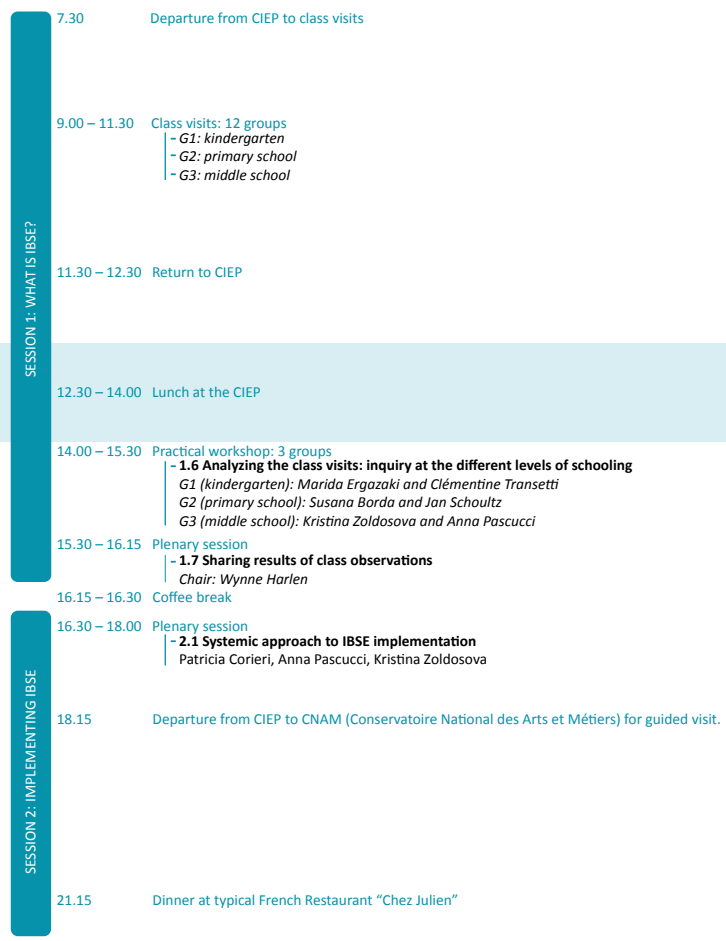 SESSION 1: WHAT IS IBSE?
7.30 Departure from CIEP to class visits
9.00 – 11.30 Class visits: 12 groups
– G1: kindergarten
– G2: primary school
– G3: middle school
11.30 – 12.30 Return to CIEP
12.30 – 14.00 Lunch at the CIEP
14.00 – 15.30 Practical workshop: 3 groups
– 1.6 Analyzing the class visits: inquiry at the different levels of schooling
G1 (kindergarten): Marida Ergazaki and Clémentine Transetti
G2 (primary school): Susana Borda and Jan Schoultz
G3 (middle school): Kristina Zoldosova and Anna Pascucci
15.30 – 16.15 Plenary session
– 1.7 Sharing results of class observations
Chair: Wynne Harlen
16.15 – 16.30 Coffee break
SESSION 2: IMPLEMENTING IBSE
16.30 – 18.00 Plenary session
– 2.1 Systemic approach to IBSE implementation
Patricia Corieri, Anna Pascucci, Kristina Zoldosova
18.15 Departure from CIEP to CNAM (Conservatoire National des Arts et Métiers) for guided visit.
21.15 Dinner at typical French Restaurant “Chez Julien”